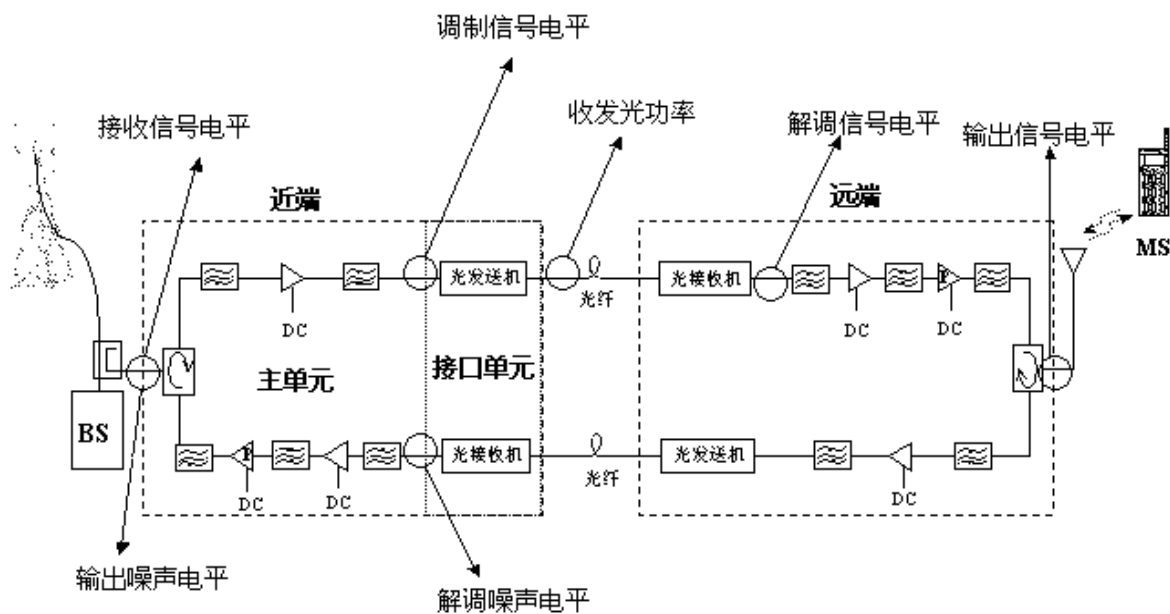 调制信号电平
接收信号电平
收发光功率
解调信号电平
输出信号电平
近端
远端
MS
光发送机
光纤
光接收机
DC
DC
DC
主单元
接口单元
BS
P
光接收机
光纤
光发送机
DC
DC
DC
输出噪声电平
解调噪声电平